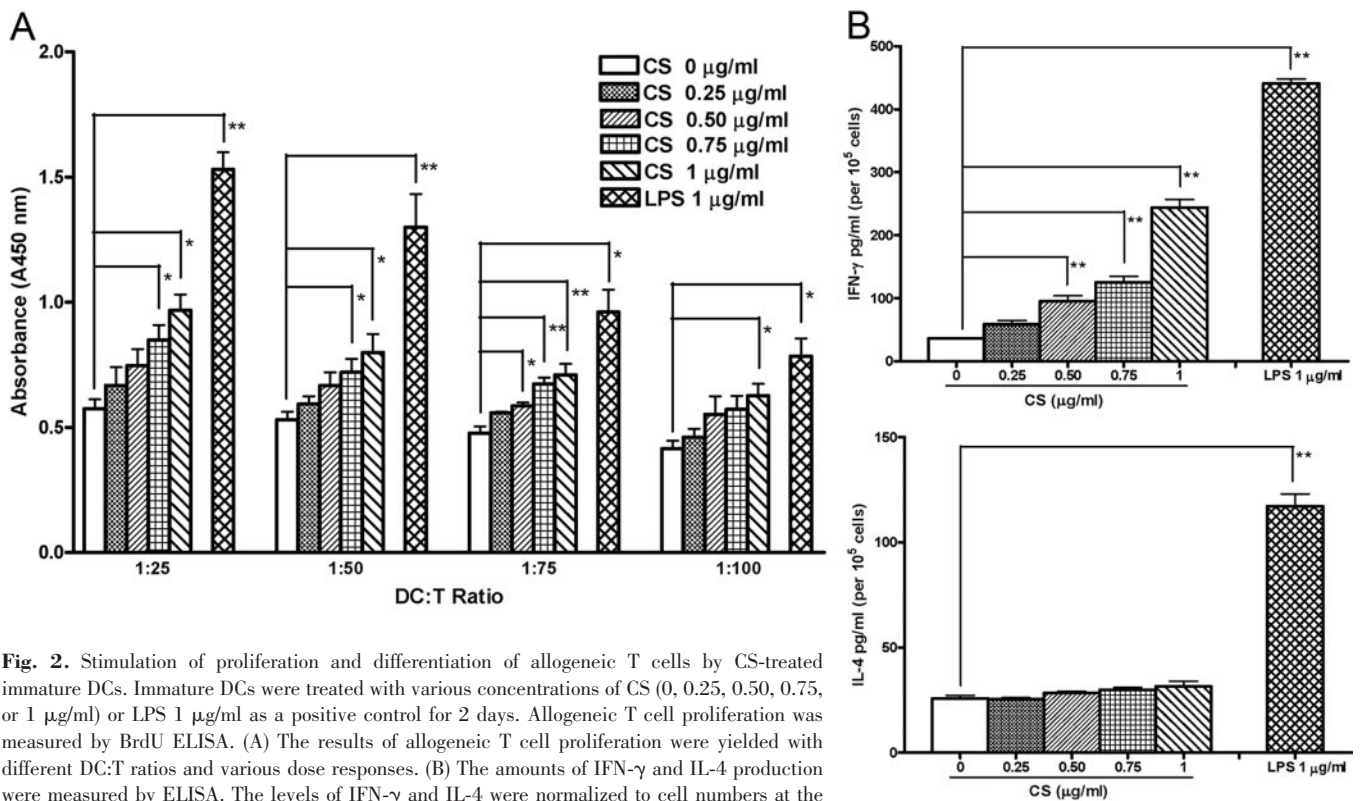 A
2.0
1.5
1.0
0.5
0.0
Absorbance (A450 nm)
CS 0 μg/ml
CS 0.25 μg/ml
CS 0.50 μg/ml
CS 0.75 μg/ml
CS 1 μg/ml
LPS 1 μg/ml
**
*
*
**
*
*
*
**
**
*
*
*
1:25 1:50 1:75 1:100
DC:T Ratio
B
500
400
300
200
100
0
IFN-γ pg/ml (per 10⁵ cells)
**
**
**
**
0 0.25 0.50 0.75 1 LPS 1 μg/ml
CS (μg/ml)
150
100
50
0
IL-4 pg/ml (per 10⁵ cells)
**
0 0.25 0.50 0.75 1 LPS 1 μg/ml
CS (μg/ml)
Fig. 2. Stimulation of proliferation and differentiation of allogeneic T cells by CS-treated
immature DCs. Immature DCs were treated with various concentrations of CS (0, 0.25, 0.50, 0.75,
or 1 μg/ml) or LPS 1 μg/ml as a positive control for 2 days. Allogeneic T cell proliferation was
measured by BrdU ELISA. (A) The results of allogeneic T cell proliferation were yielded with
different DC:T ratios and various dose responses. (B) The amounts of IFN-γ and IL-4 production
were measured by ELISA. The levels of IFN-γ and IL-4 were normalized to cell numbers at the